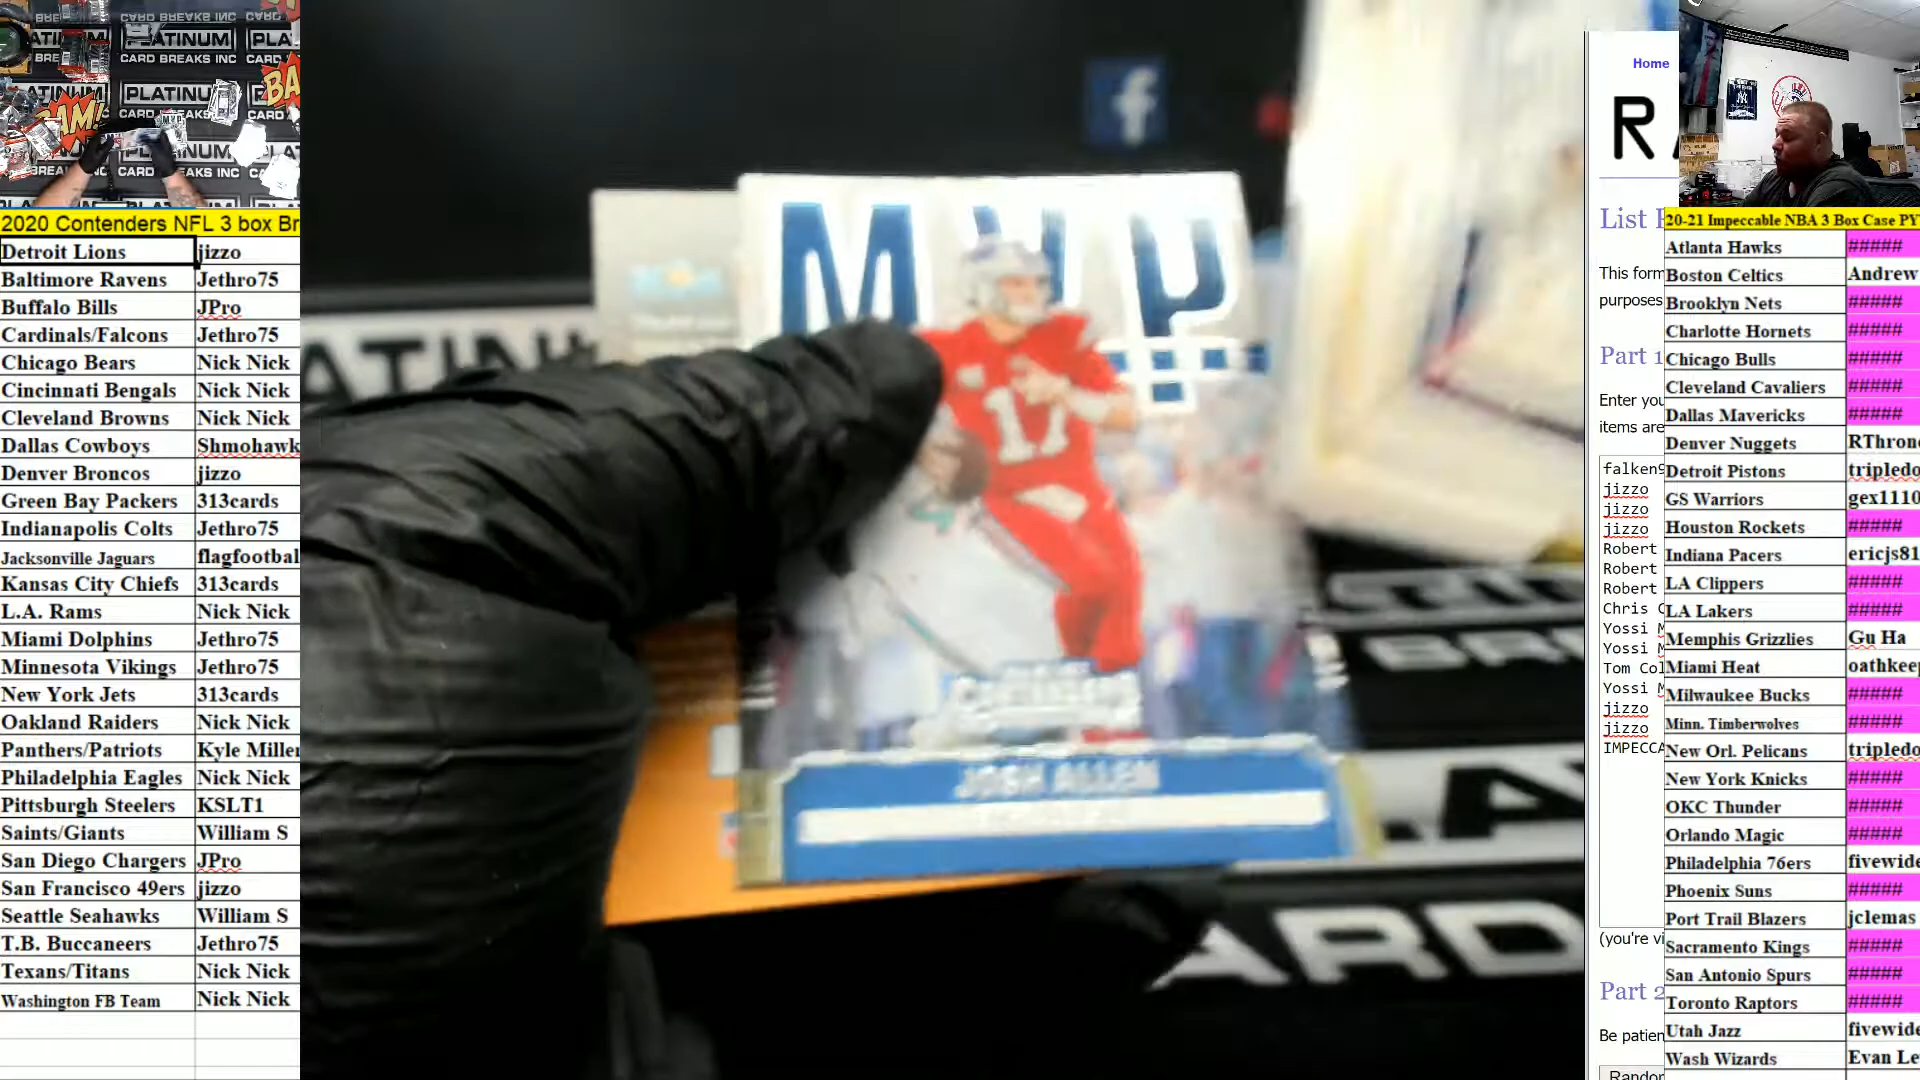 PLATINUM
CARD BREAKS INC
BAM!
MVP
17
JOSH ALLEN
2020 Contenders NFL 3 box Br
Detroit Lions jizzo
Baltimore Ravens Jethro75
Buffalo Bills JPro
Cardinals/Falcons Jethro75
Chicago Bears Nick Nick
Cincinnati Bengals Nick Nick
Cleveland Browns Nick Nick
Dallas Cowboys Shmohawk
Denver Broncos jizzo
Green Bay Packers 313cards
Indianapolis Colts Jethro75
Jacksonville Jaguars flagfootbal
Kansas City Chiefs 313cards
L.A. Rams Nick Nick
Miami Dolphins Jethro75
Minnesota Vikings Jethro75
New York Jets 313cards
Oakland Raiders Nick Nick
Panthers/Patriots Kyle Miller
Philadelphia Eagles Nick Nick
Pittsburgh Steelers KSLT1
Saints/Giants William S
San Diego Chargers JPro
San Francisco 49ers jizzo
Seattle Seahawks William S
T.B. Buccaneers Jethro75
Texans/Titans Nick Nick
Washington FB Team Nick Nick
Home
R
List
This form
purposes
Part 1
Enter you
items are
falken9
jizzo
jizzo
jizzo
Robert
Robert
Robert
Chris C
Yossi M
Yossi M
Tom Col
Yossi M
jizzo
jizzo
IMPECCA
(you're vi
Part 2
Be patien
Random
20-21 Impeccable NBA 3 Box Case PY
Atlanta Hawks #####
Boston Celtics Andrew
Brooklyn Nets #####
Charlotte Hornets #####
Chicago Bulls #####
Cleveland Cavaliers #####
Dallas Mavericks #####
Denver Nuggets RThron
Detroit Pistons tripledo
GS Warriors gex1110
Houston Rockets #####
Indiana Pacers ericjs81
LA Clippers #####
LA Lakers #####
Memphis Grizzlies Gu Ha
Miami Heat oathkee
Milwaukee Bucks #####
Minn. Timberwolves #####
New Orl. Pelicans tripledo
New York Knicks #####
OKC Thunder #####
Orlando Magic #####
Philadelphia 76ers fivewide
Phoenix Suns #####
Port Trail Blazers jclemas
Sacramento Kings #####
San Antonio Spurs #####
Toronto Raptors #####
Utah Jazz fivewide
Wash Wizards Evan Le